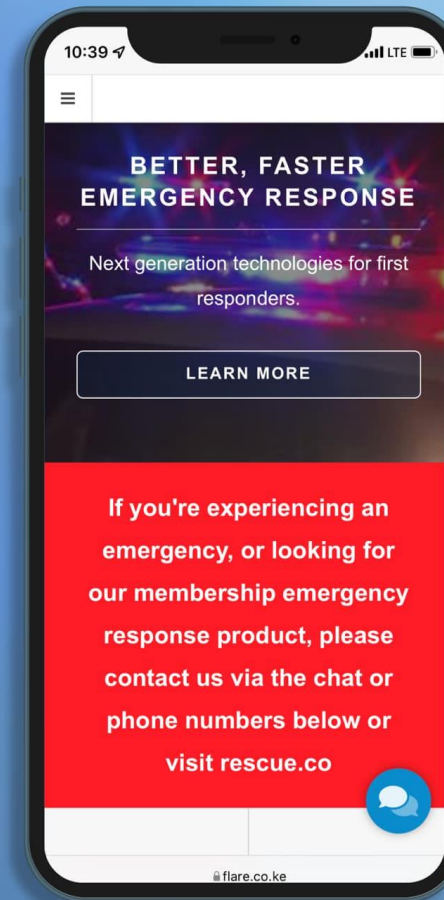 10:39
LTE
BETTER, FASTER
EMERGENCY RESPONSE
Next generation technologies for first
responders.
LEARN MORE
If you're experiencing an
emergency, or looking for
our membership emergency
response product, please
contact us via the chat or
phone numbers below or
visit rescue.co
flare.co.ke